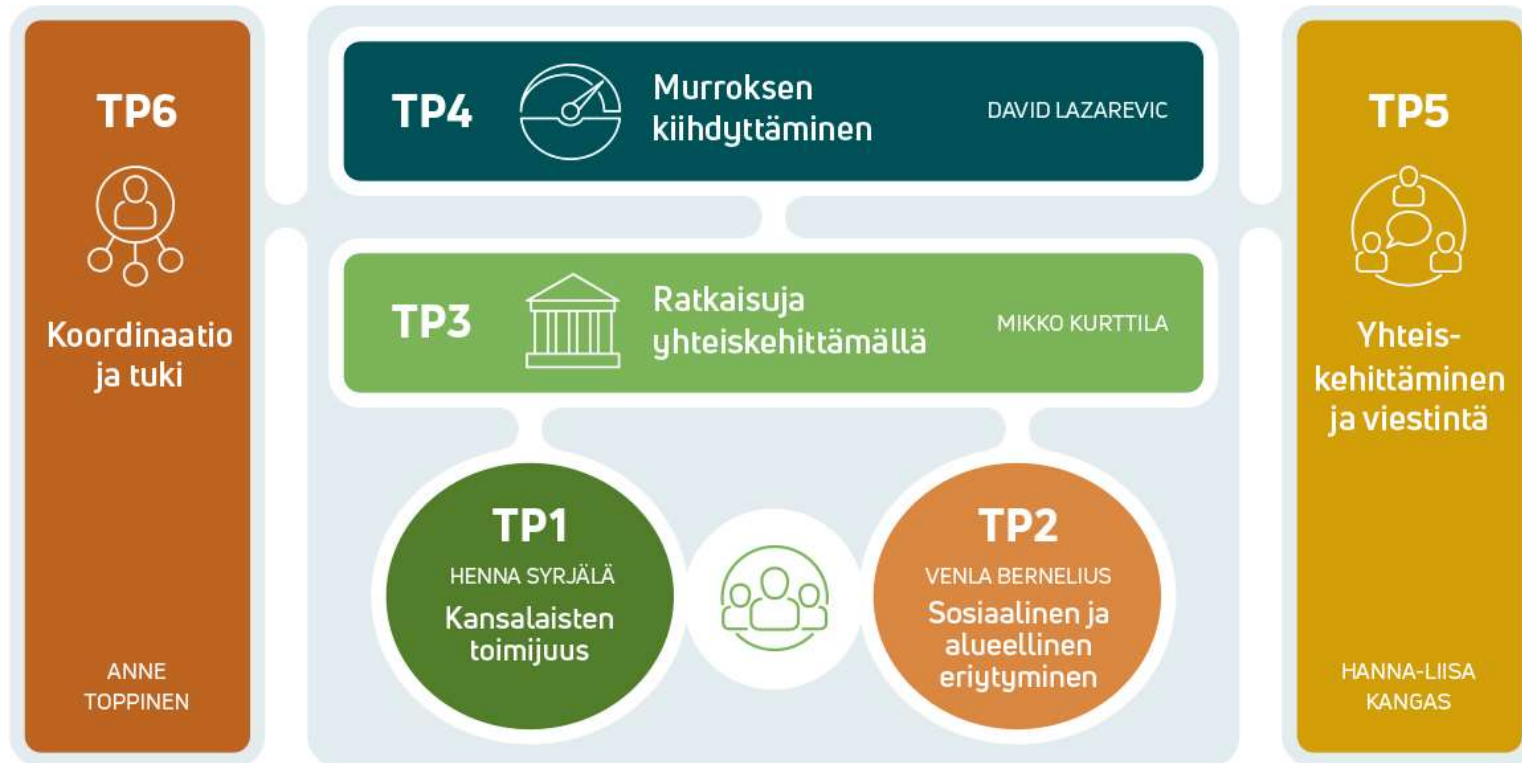 TP6
Koordinaatio
ja tuki
ANNE
TOPPINEN
TP4
Murroksen
kiihdyttäminen
DAVID LAZAREVIC
TP3
Ratkaisuja
yhteiskehittämällä
MIKKO KURTTILA
TP1
HENNA SYRJÄLÄ
Kansalaisten
toimijuus
TP2
VENLA BERNELIUS
Sosiaalinen ja
alueellinen
eriytyminen
TP5
Yhteis-
kehittäminen
ja viestintä
HANNA-LIISA
KANGAS